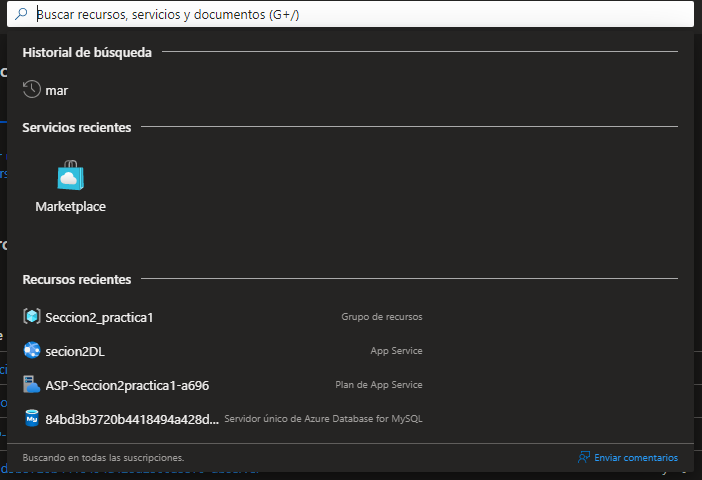 Buscar recursos, servicios y documentos (G+/)
Historial de búsqueda
mar
Servicios recientes
Marketplace
Recursos recientes
Seccion2_practica1 Grupo de recursos
secion2DL App Service
ASP-Seccion2practica1-a696 Plan de App Service
84bd3b3720b4418494a428d... Servidor único de Azure Database for MySQL
Buscando en todas las suscripciones. Enviar comentarios